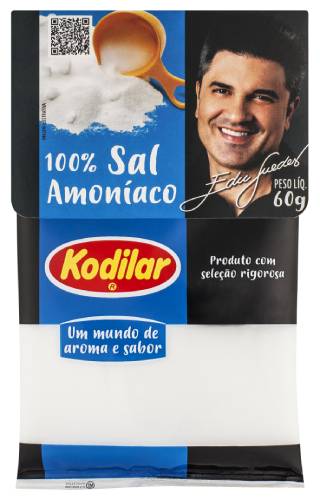 100% Sal
Amoníaco
Edu Guedes
PESO LÍQ.
60g
Kodilar
®
Produto com
seleção rigorosa
Um mundo de
aroma e sabor